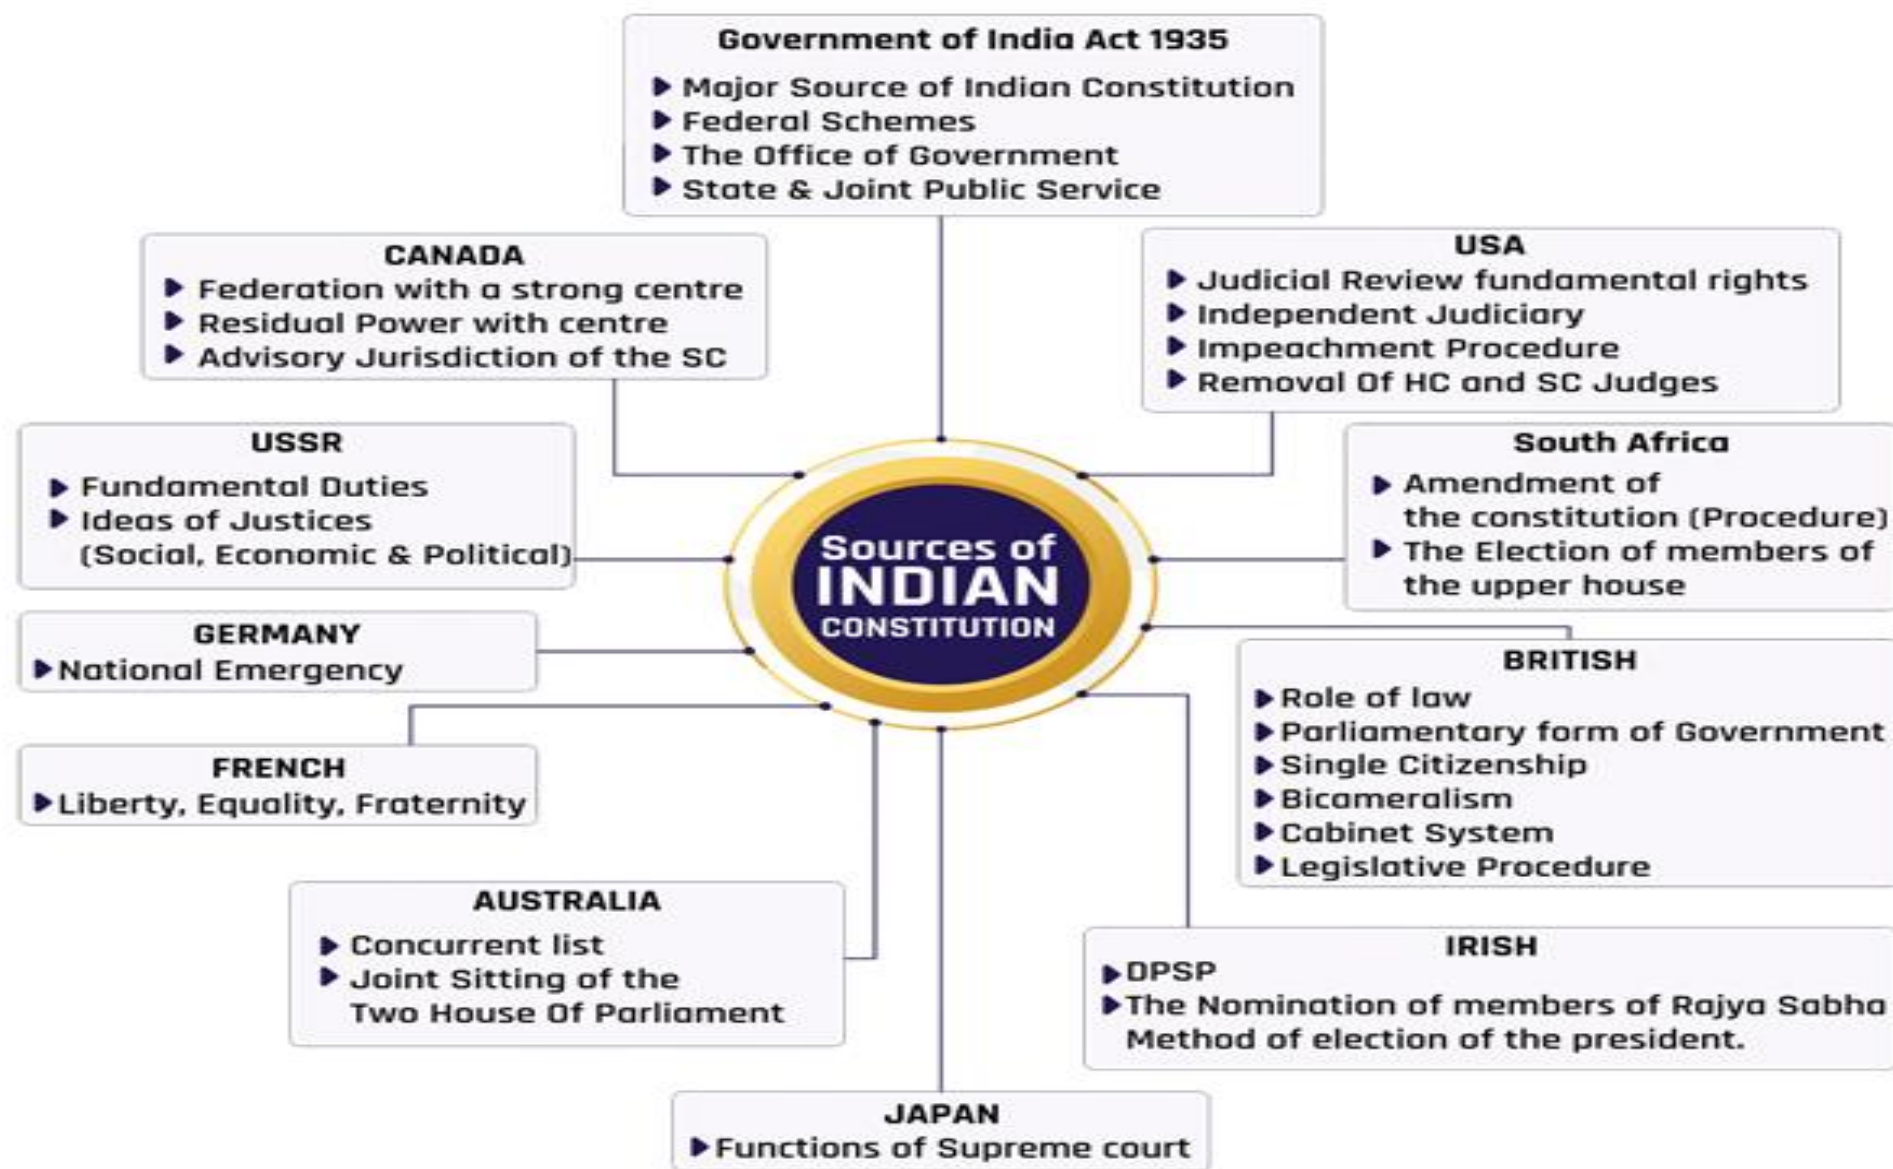 Government of India Act 1935
Major Source of Indian Constitution
Federal Schemes
The Office of Government
State & Joint Public Service
CANADA
Federation with a strong centre
Residual Power with centre
Advisory Jurisdiction of the SC
USA
Judicial Review fundamental rights
Independent Judiciary
Impeachment Procedure
Removal Of HC and SC Judges
USSR
Fundamental Duties
Ideas of Justices
(Social, Economic & Political)
South Africa
Amendment of
the constitution (Procedure)
The Election of members of
the upper house
Sources of
INDIAN
CONSTITUTION
GERMANY
National Emergency
BRITISH
Role of law
Parliamentary form of Government
Single Citizenship
Bicameralism
Cabinet System
Legislative Procedure
FRENCH
Liberty, Equality, Fraternity
AUSTRALIA
Concurrent list
Joint Sitting of the
Two House Of Parliament
IRISH
DPSP
The Nomination of members of Rajya Sabha
Method of election of the president.
JAPAN
Functions of Supreme court